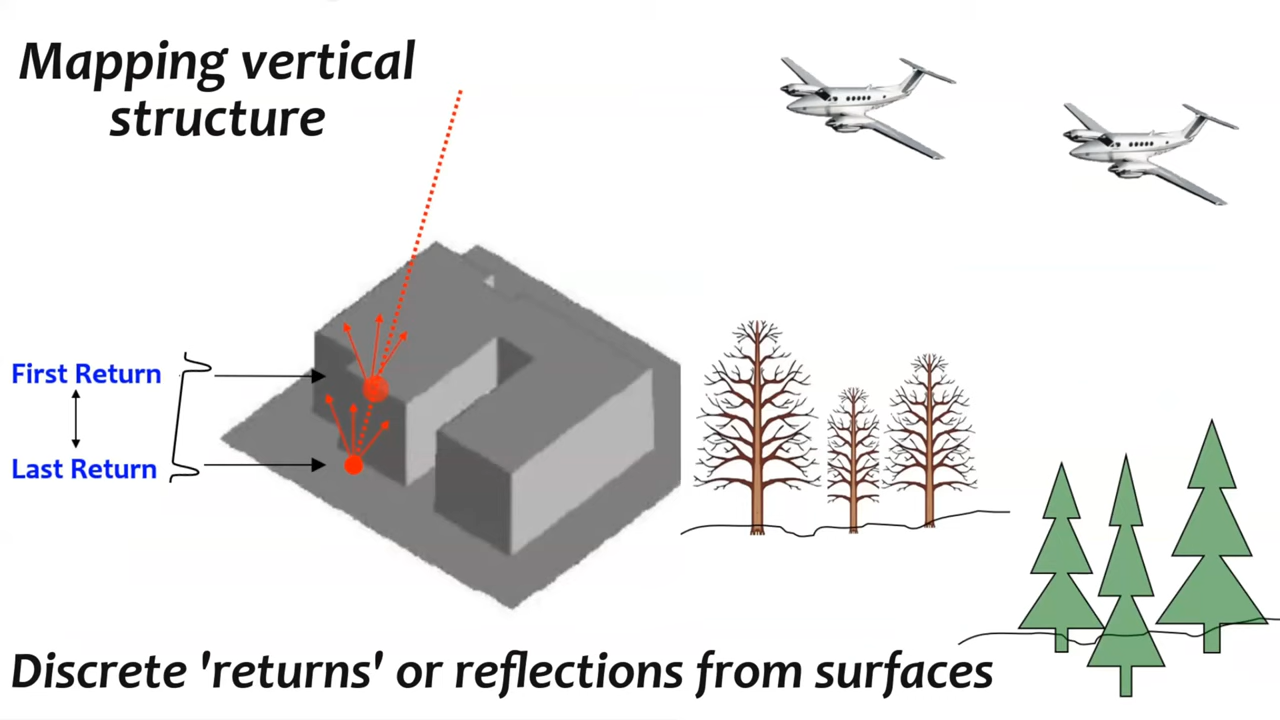 Mapping vertical
structure
First Return
Last Return
Discrete 'returns' or reflections from surfaces